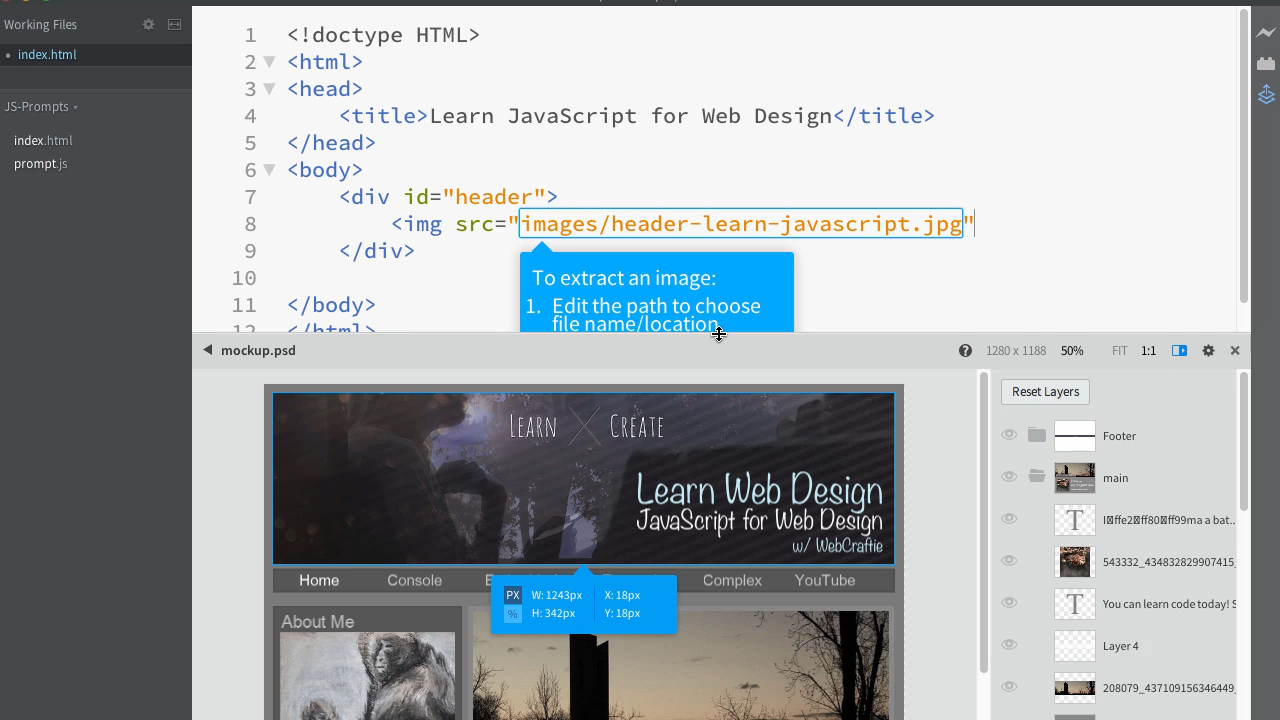 Working Files
index.html
JS-Prompts
index.html
prompt.js
1 <!doctype HTML>
2 <html>
3 <head>
4 <title>Learn JavaScript for Web Design</title>
5 </head>
6 <body>
7 <div id="header">
8 <img src="images/header-learn-javascript.jpg"
9 </div>
10
11 </body>
12 </html>
To extract an image:
1. Edit the path to choose
file name/location
mockup.psd
? 1280 x 1188 50% FIT 1:1
LEARN CREATE
Learn Web Design
JavaScript for Web Design
w/ WebCraftie
Home Console Complex YouTube
PX W: 1243px X: 18px
% H: 342px Y: 18px
About Me
Reset Layers
Footer
main
T
543332_434832829907415_
T You can learn code today! S
Layer 4
208079_437109156346449_